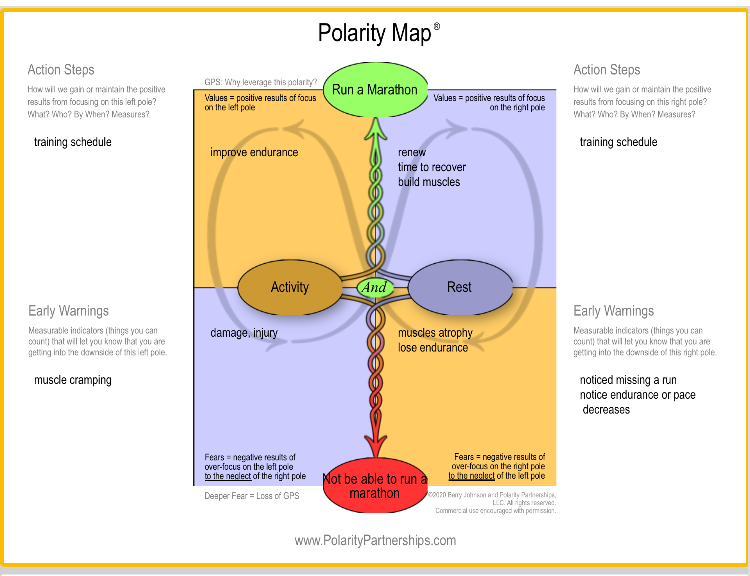 Polarity Map®
Action Steps
How will we gain or maintain the positive
results from focusing on this left pole?
What? Who? By When? Measures?
training schedule
Early Warnings
Measurable indicators (things you can
count) that will let you know that you are
getting into the downside of this left pole.
muscle cramping
GPS: Why leverage this polarity?
Run a Marathon
Values = positive results of focus
on the left pole
Values = positive results of focus
on the right pole
improve endurance
renew
time to recover
build muscles
Activity
And
Rest
damage, injury
muscles atrophy
lose endurance
Fears = negative results of
over-focus on the left pole
to the neglect of the right pole
Fears = negative results of
over-focus on the right pole
to the neglect of the left pole
Not be able to run a
marathon
Deeper Fear = Loss of GPS
©2020 Barry Johnson and Polarity Partnerships,
LLC. All rights reserved.
Commercial use encouraged with permission.
Action Steps
How will we gain or maintain the positive
results from focusing on this right pole?
What? Who? By When? Measures?
training schedule
Early Warnings
Measurable indicators (things you can
count) that will let you know that you are
getting into the downside of this right pole.
noticed missing a run
notice endurance or pace
decreases
www.PolarityPartnerships.com